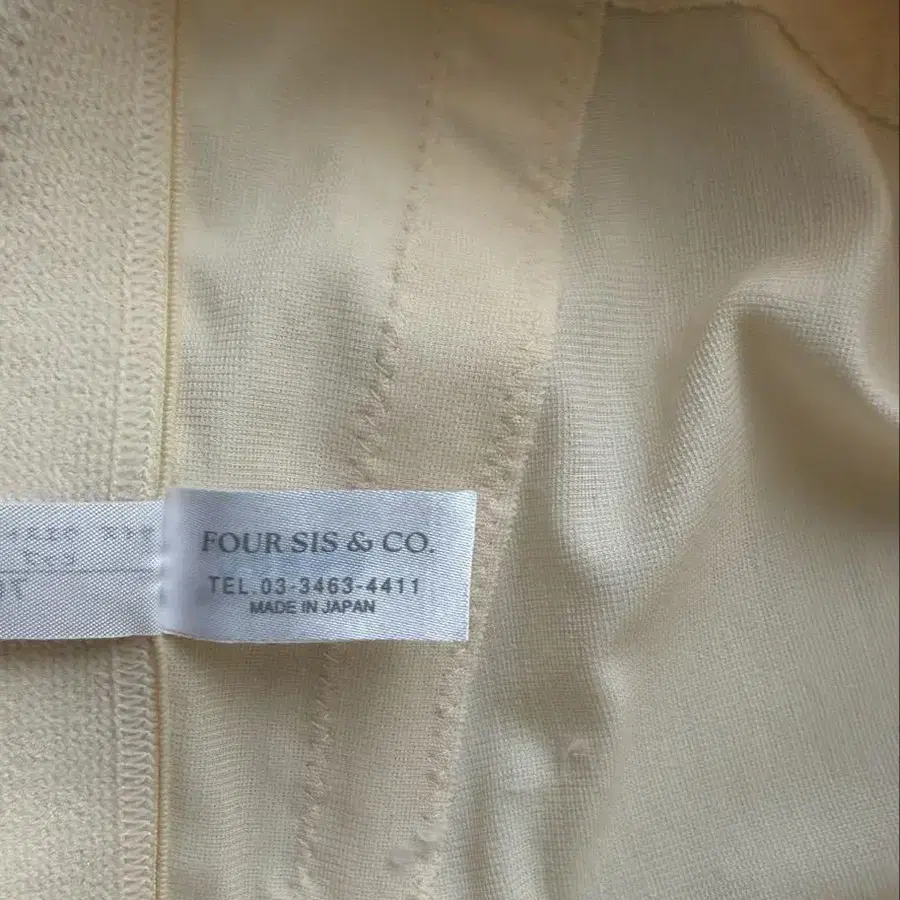 FOUR SIS & CO.
TEL.03-3463-4411
MADE IN JAPAN